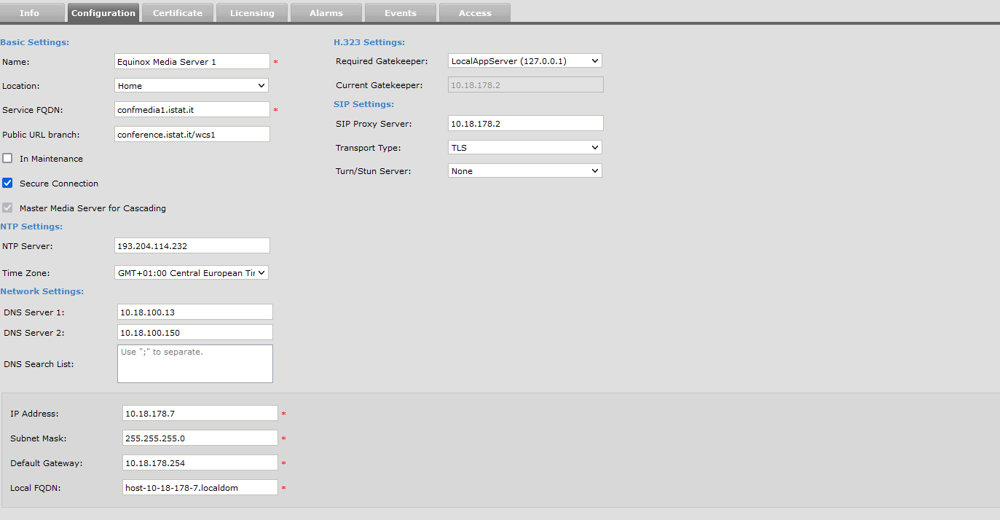 Info Configuration Certificate Licensing Alarms Events Access
Basic Settings:
Name: Equinox Media Server 1 *
Location: Home
Service FQDN: confmedia1.istat.it *
Public URL branch: conference.istat.it/wcs1
In Maintenance
Secure Connection
Master Media Server for Cascading
NTP Settings:
NTP Server: 193.204.114.232
Time Zone: GMT+01:00 Central European Tir
Network Settings:
DNS Server 1: 10.18.100.13
DNS Server 2: 10.18.100.150
DNS Search List: Use ";" to separate.
H.323 Settings:
Required Gatekeeper: LocalAppServer (127.0.0.1)
Current Gatekeeper: 10.18.178.2
SIP Settings:
SIP Proxy Server: 10.18.178.2
Transport Type: TLS
Turn/Stun Server: None
IP Address: 10.18.178.7 *
Subnet Mask: 255.255.255.0 *
Default Gateway: 10.18.178.254 *
Local FQDN: host-10-18-178-7.localdom *